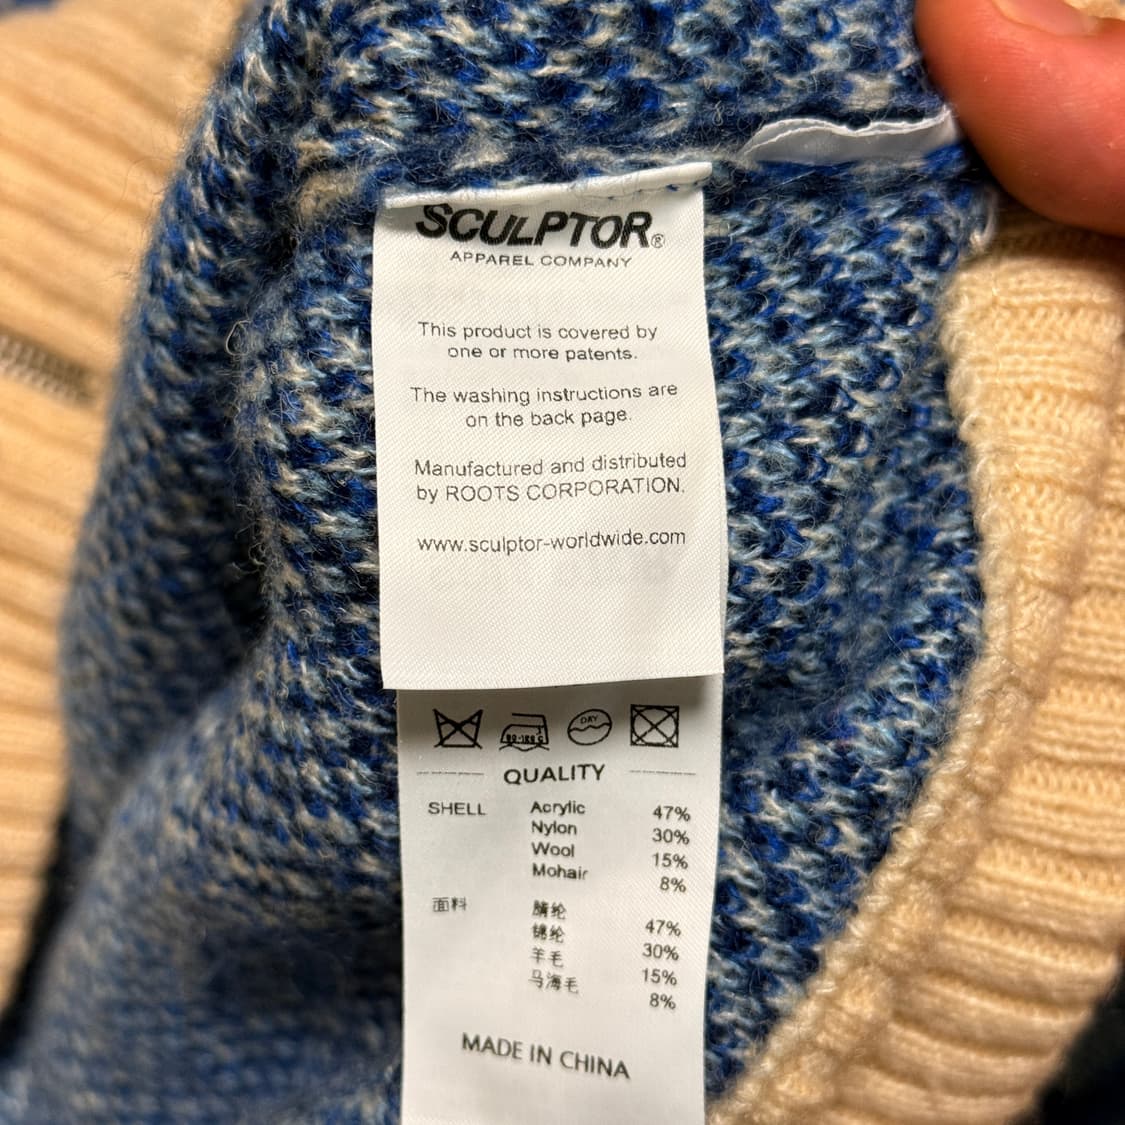 SCULPTOR®
APPAREL COMPANY
This product is covered by
one or more patents.
The washing instructions are
on the back page.
Manufactured and distributed
by ROOTS CORPORATION.
www.sculptor-worldwide.com
DRY
QUALITY
SHELL Acrylic 47%
Nylon 30%
Wool 15%
Mohair 8%
面料 腈纶 47%
锦纶 30%
羊毛 15%
马海毛 8%
MADE IN CHINA